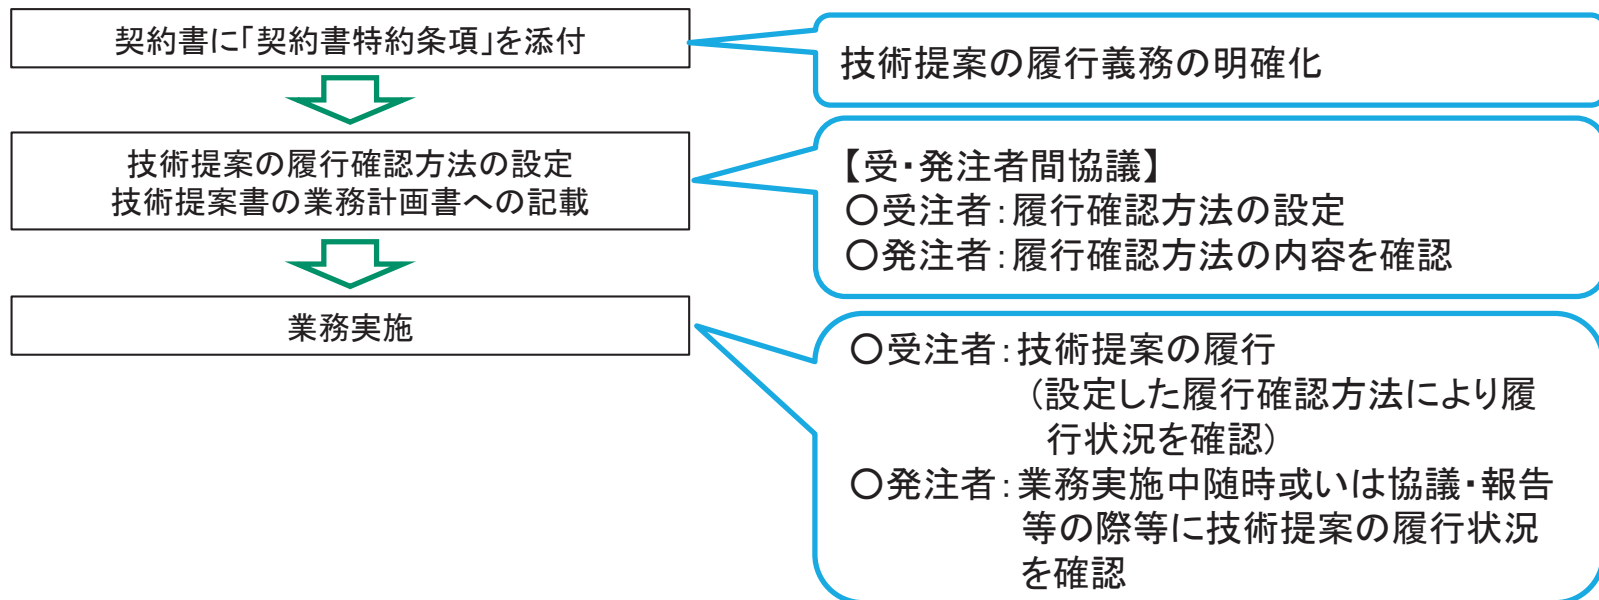 契約書に「契約書特約条項」を添付
技術提案の履行義務の明確化
技術提案の履行確認方法の設定
技術提案書の業務計画書への記載
【受・発注者間協議】
〇受注者：履行確認方法の設定
〇発注者：履行確認方法の内容を確認
業務実施
〇受注者：技術提案の履行
（設定した履行確認方法により履
行状況を確認）
〇発注者：業務実施中随時或いは協議・報告
等の際等に技術提案の履行状況
を確認